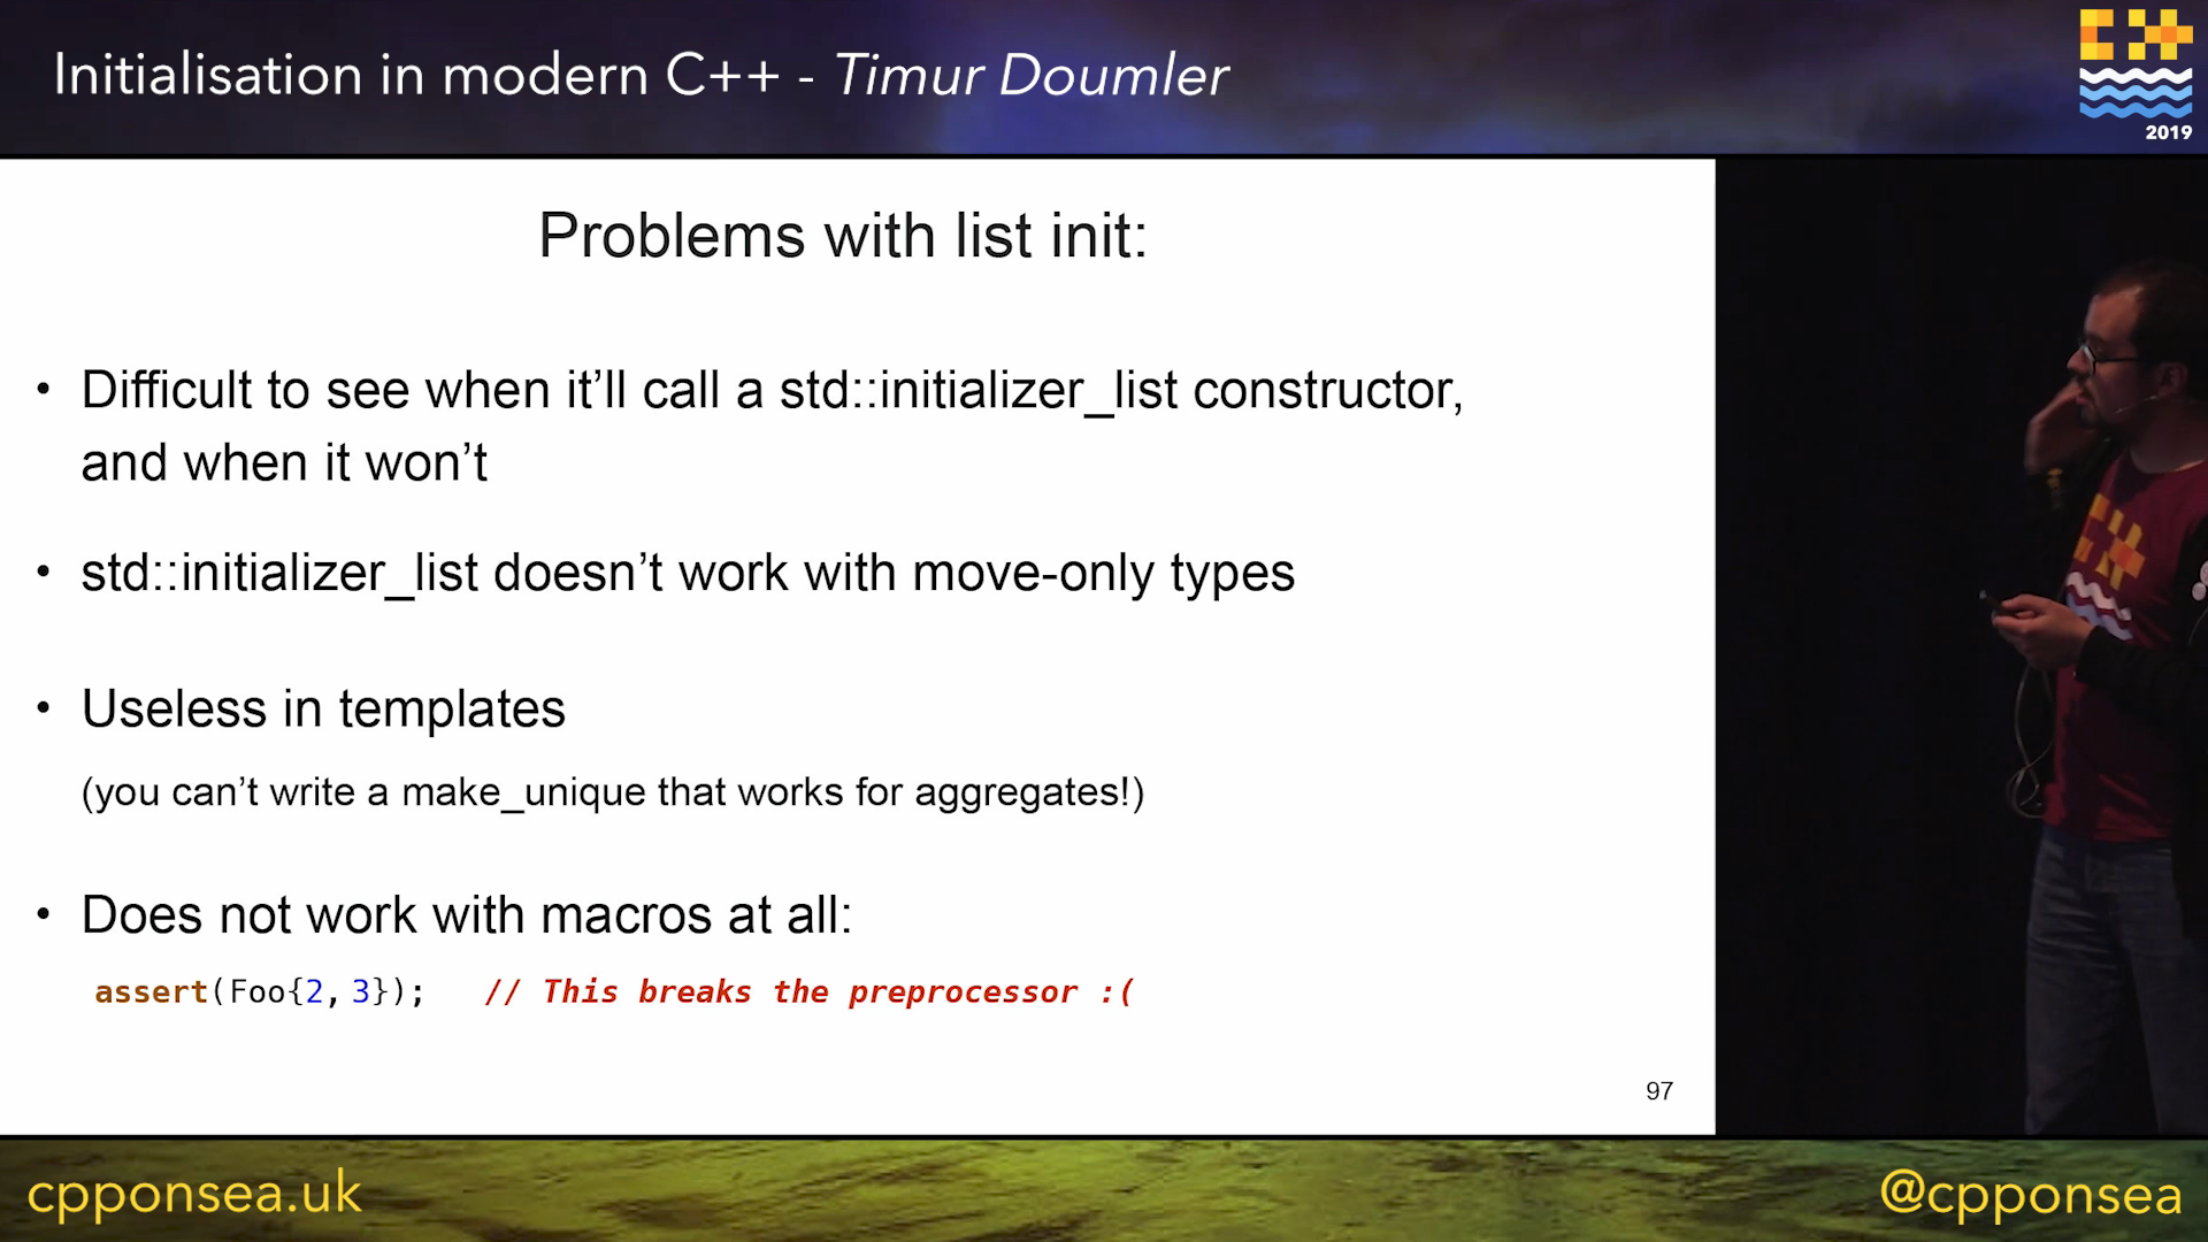 Initialisation in modern C++ - Timur Doumler
2019
Problems with list init:
• Difficult to see when it’ll call a std::initializer_list constructor,
and when it won’t
• std::initializer_list doesn’t work with move-only types
• Useless in templates
(you can’t write a make_unique that works for aggregates!)
• Does not work with macros at all:
assert(Foo{2, 3}); // This breaks the preprocessor :(
97
cpponsea.uk
@cpponsea